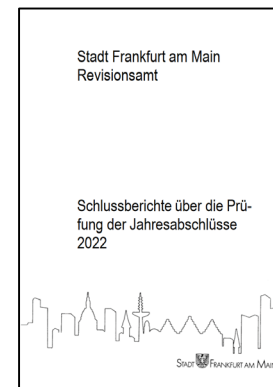 Stadt Frankfurt am Main
Revisionsamt
Schlussberichte über die Prü-
fung der Jahresabschlüsse
2022
STADT FRANKFURT AM MAIN